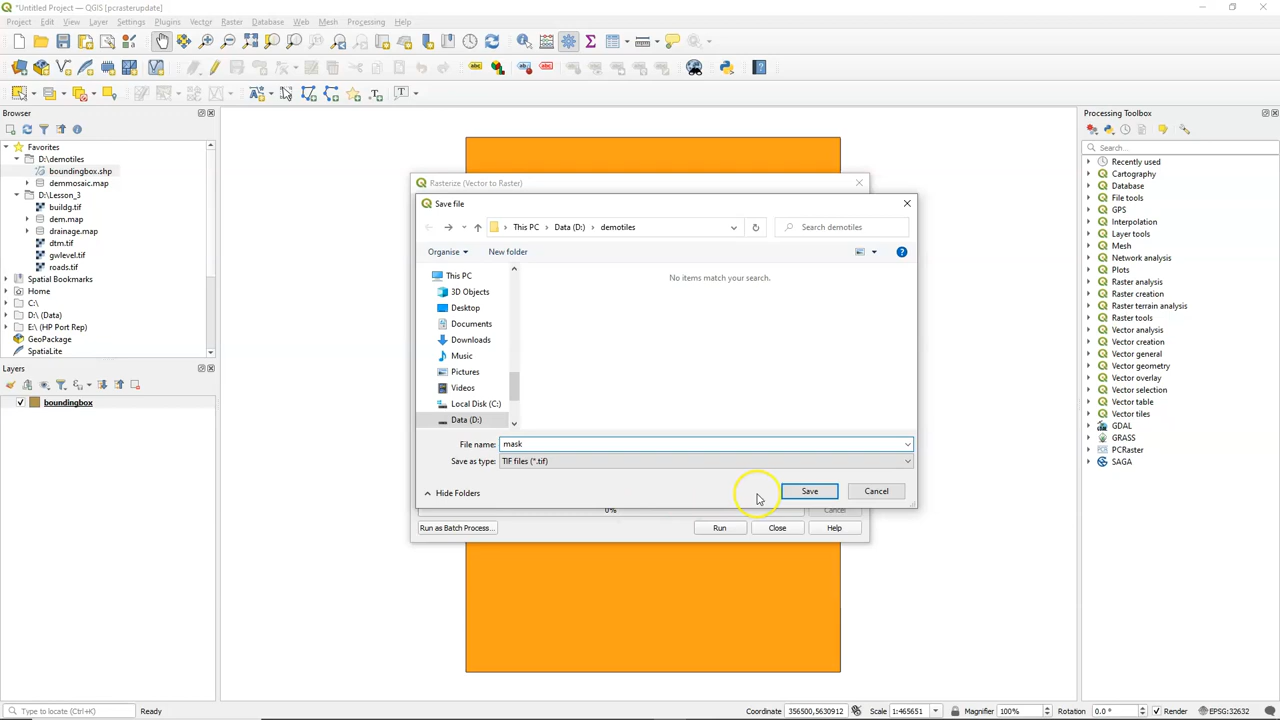 *Untitled Project — QGIS [pcrasterupdate]
Project Edit View Layer Settings Plugins Vector Raster Database Web Mesh Processing Help
Browser
Favorites
D:\demotiles
boundingbox.shp
demmosaic.map
D:\Lesson_3
buildg.tif
dem.map
drainage.map
dtm.tif
gwlevel.tif
roads.tif
Spatial Bookmarks
Home
C:\
D:\ (Data)
E:\ (HP Port Rep)
GeoPackage
SpatiaLite
Layers
boundingbox
Rasterize (Vector to Raster)
Save file
This PC > Data (D:) > demotiles
Search demotiles
Organise
New folder
This PC
3D Objects
Desktop
Documents
Downloads
Music
Pictures
Videos
Local Disk (C:)
Data (D:)
No items match your search.
File name: mask
Save as type: TIF files (*.tif)
Hide Folders
Save
Cancel
0%
Cancel
Run as Batch Process...
Run
Close
Help
Processing Toolbox
Search...
Recently used
Cartography
Database
File tools
GPS
Interpolation
Layer tools
Mesh
Network analysis
Plots
Raster analysis
Raster creation
Raster terrain analysis
Raster tools
Vector analysis
Vector creation
Vector general
Vector geometry
Vector overlay
Vector selection
Vector table
Vector tiles
GDAL
GRASS
PCRaster
SAGA
Type to locate (Ctrl+K)
Ready
Coordinate 356500,5630912
Scale 1:465651
Magnifier 100%
Rotation 0.0 °
Render
EPSG:32632